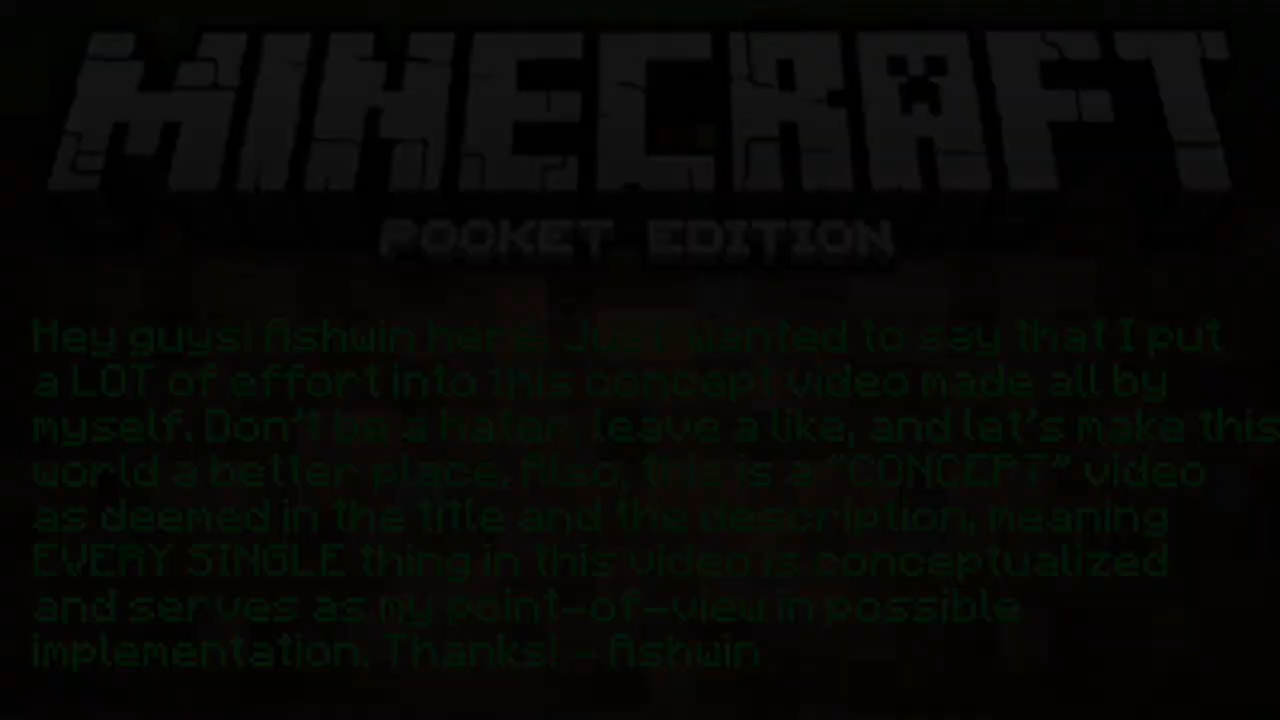 MINECRAFT
POCKET EDITION
Hey guys! Ashwin here. Just wanted to say that I put
a LOT of effort into this concept video made all by
myself. Don't be a hater, leave a like, and let's make this
world a better place. Also, this is a "CONCEPT" video
as deemed in the title and the description, meaning
EVERY SINGLE thing in this video is conceptualized
and serves as my point-of-view in possible
implementation. Thanks! - Ashwin